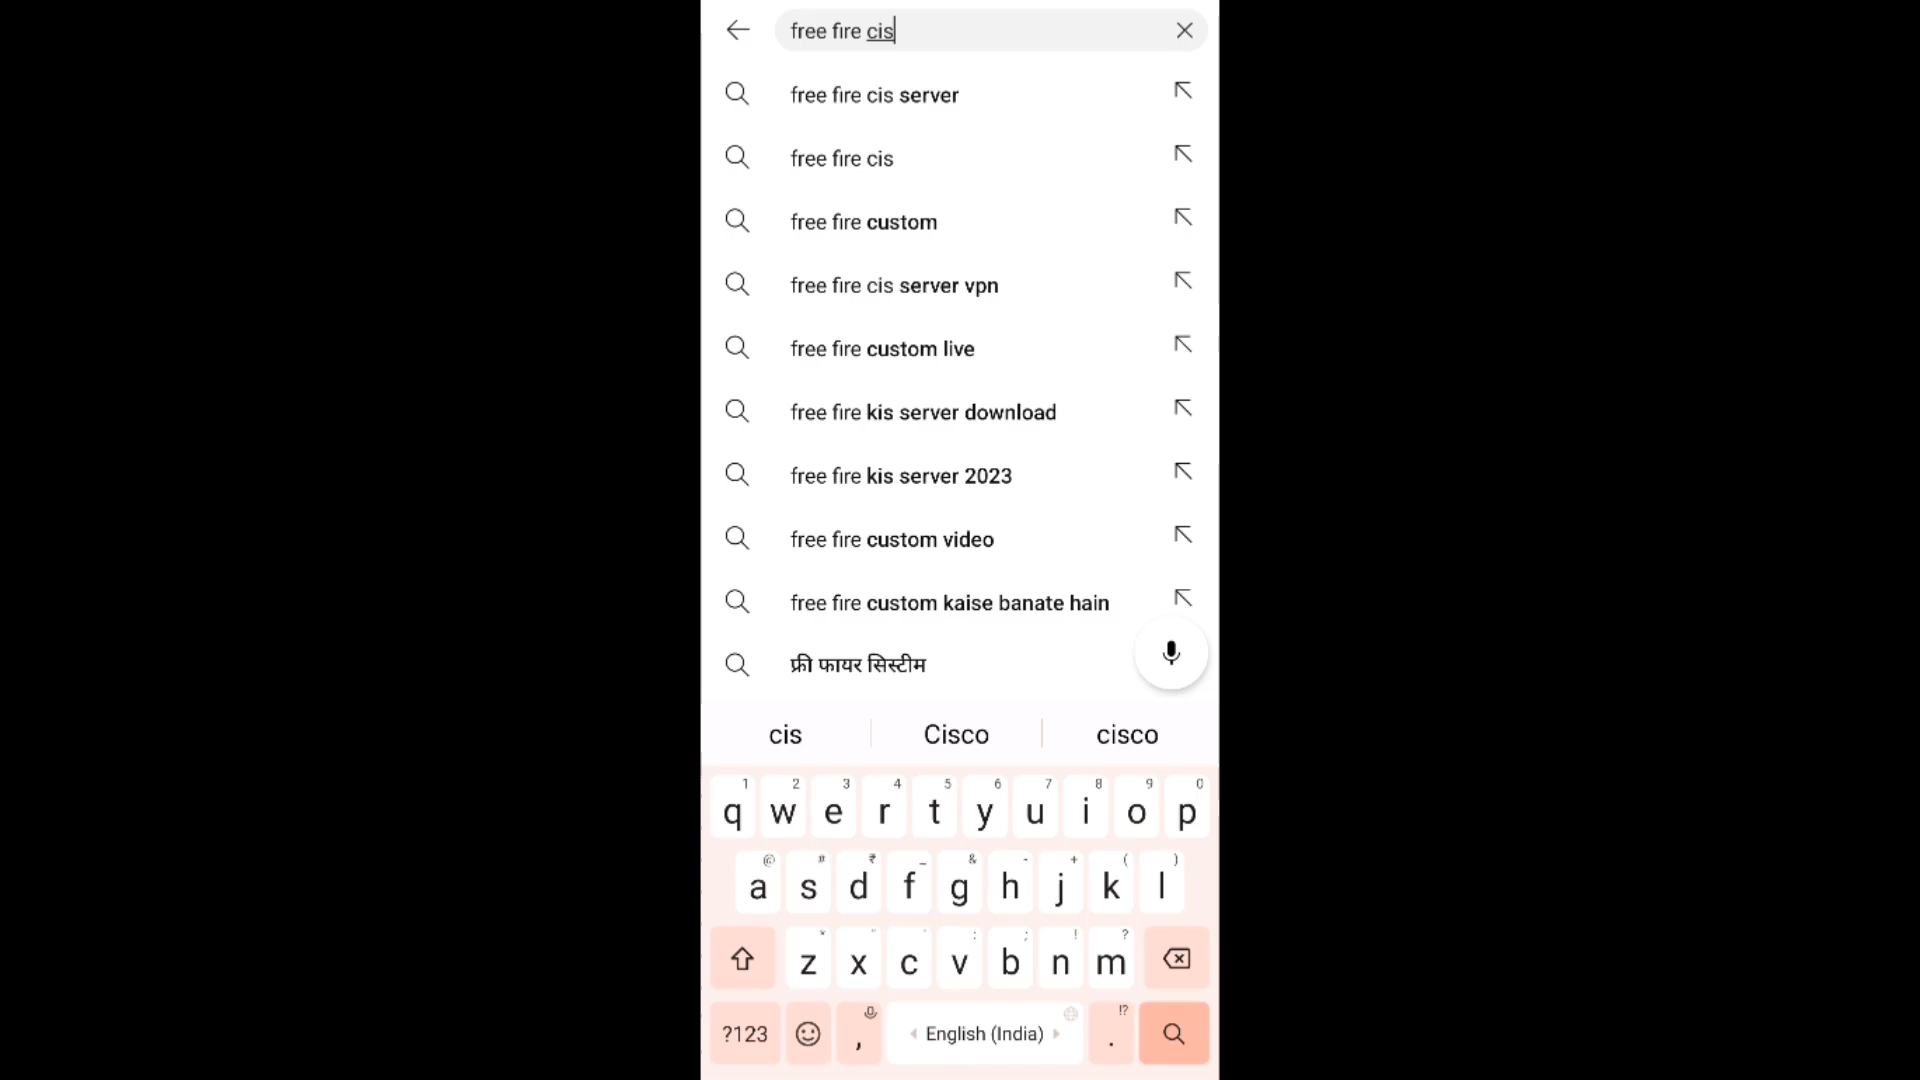 free fire cis
free fire cis server
free fire cis
free fire custom
free fire cis server vpn
free fire custom live
free fire kis server download
free fire kis server 2023
free fire custom video
free fire custom kaise banate hain
फ्री फायर सिस्टीम
cis Cisco cisco
1 2 3 4 5 6 7 8 9 0
q w e r t y u i o p
@ # ₹ _ & - + ( )
a s d f g h j k l
* " ' : ; ! ?
z x c v b n m
!?
?123 , English (India) .